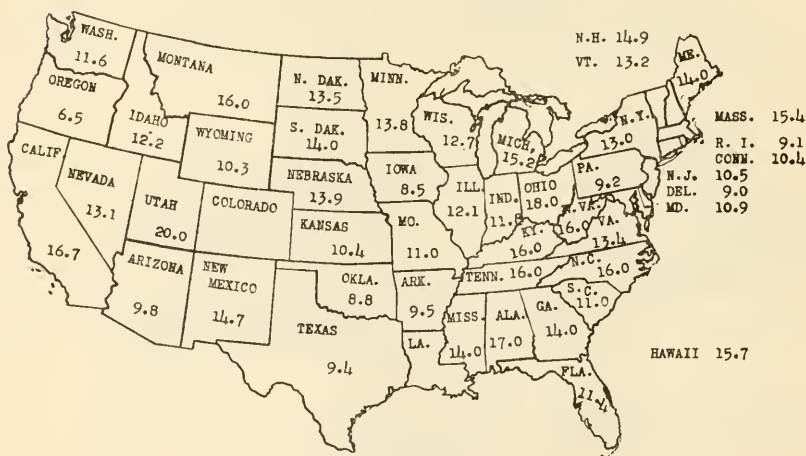 N.H. 14.9
VT. 13.2
WASH.
11.6
OREGON
6.5
CALIF
16.7
NEVADA
13.1
IDAHO
12.2
MONTANA
16.0
WYOMING
10.3
UTAH
20.0
COLORADO
ARIZONA
9.8
NEW
MEXICO
14.7
N. DAK.
13.5
S. DAK.
14.0
NEBRASKA
13.9
KANSAS
10.4
OKLA.
8.8
TEXAS
9.4
MINN.
13.8
IOWA
8.5
MO.
11.0
ARK.
9.5
LA.
WIS.
12.7
ILL.
12.1
MICH,
15.2
IND.
11.8
OHIO
18.0
KY.
16.0
TENN. 16.0
MISS.
14.0
ALA.
17.0
GA.
14.0
FLA.
11.4
S.C.
11.0
N.C.
16.0
VA.
13.4
W.VA.
16.0
PA.
9.2
N.Y.
13.0
ME.
14.0
MASS. 15.4
R. I. 9.1
CONN. 10.4
N.J. 10.5
DEL. 9.0
MD. 10.9
HAWAII 15.7